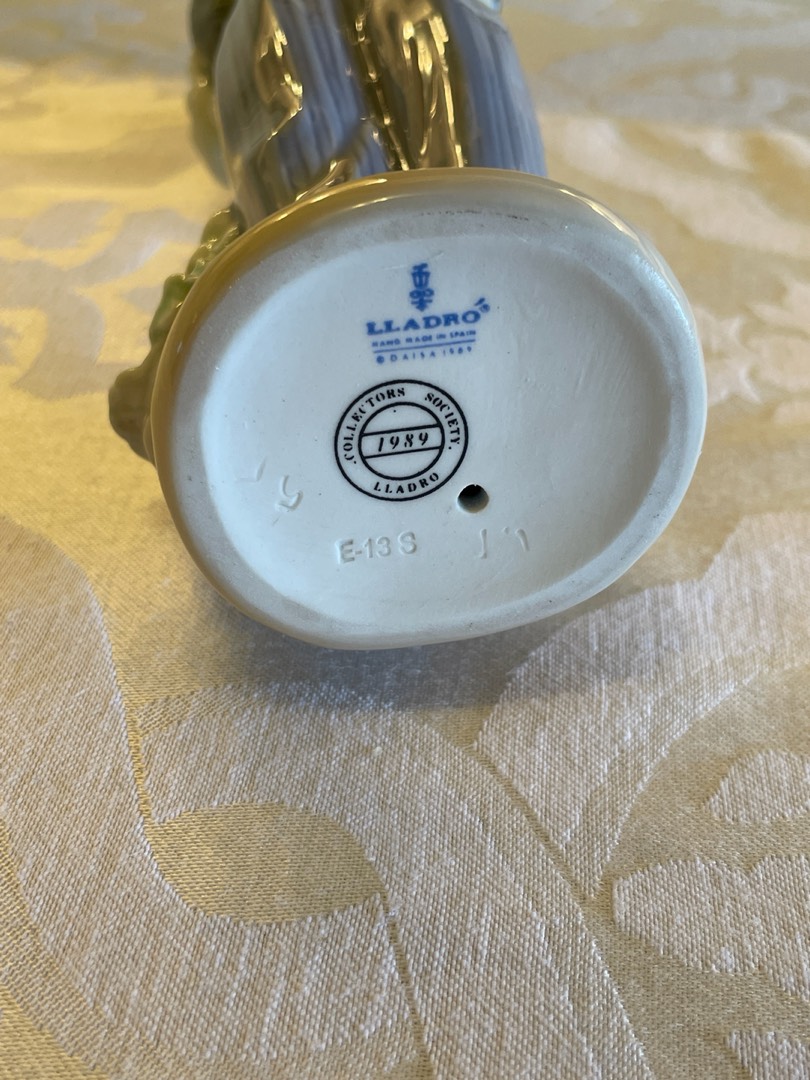 LLADRÓ
HAND MADE IN SPAIN
© DAISA 1989
COLLECTORS SOCIETY
1989
LLADRO
E-13 S